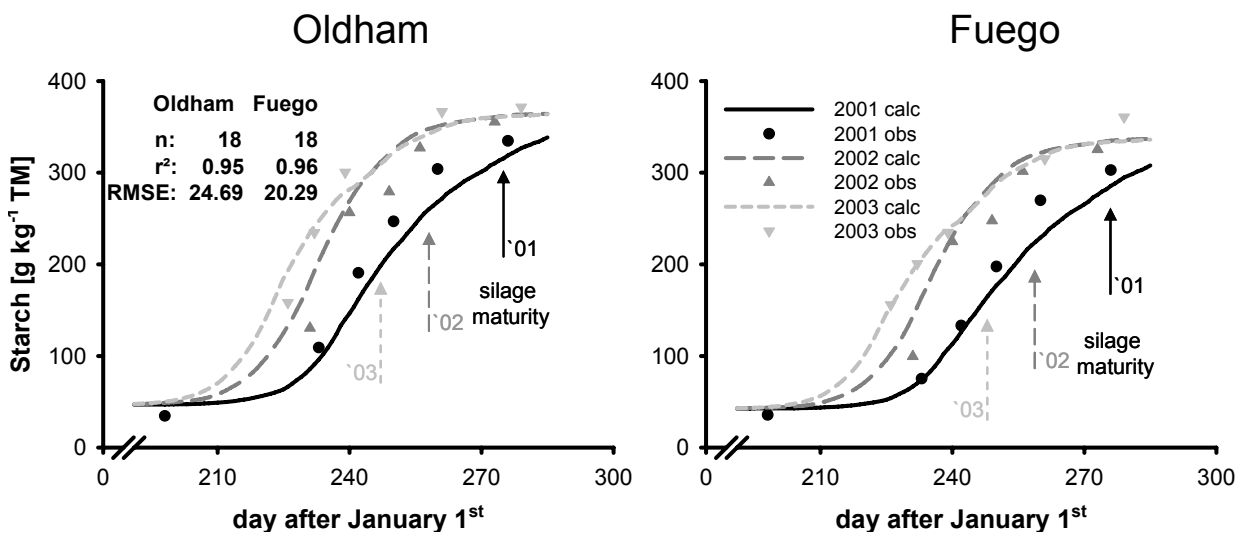 Oldham
Fuego
Starch [g kg⁻¹ TM]
400
300
200
100
0
Oldham Fuego
n: 18 18
r²: 0.95 0.96
RMSE: 24.69 20.29
`01
silage
maturity
`02
`03
0 210 240 270 300
day after January 1ˢᵗ
400
300
200
100
0
2001 calc
2001 obs
2002 calc
2002 obs
2003 calc
2003 obs
`01
silage
maturity
`02
`03
0 210 240 270 300
day after January 1ˢᵗ